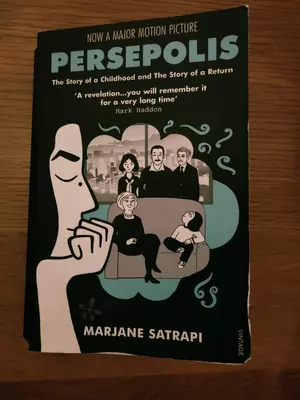 NOW A MAJOR MOTION PICTURE
PERSEPOLIS
The Story of a Childhood and The Story of a Return
'A revelation...you will remember it
for a very long time'
Mark Haddon
MARJANE SATRAPI
VINTAGE